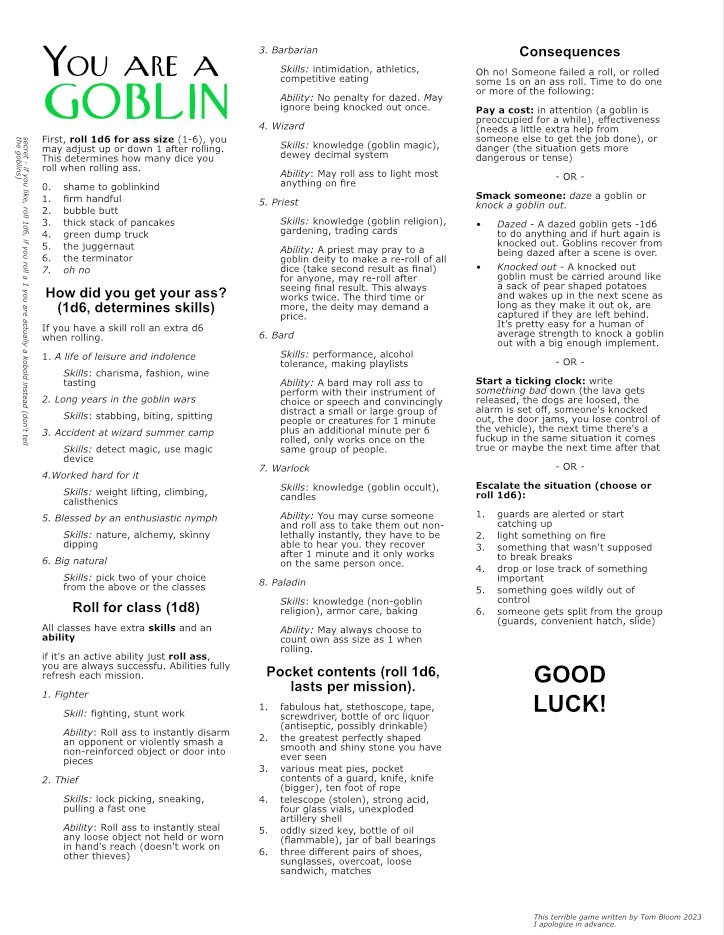 YOU ARE A
GOBLIN
secret - if you like, roll 1d6, if you roll a 1 you are actually a kobold instead (don't tell
the goblins)
First, roll 1d6 for ass size (1-6), you
may adjust up or down 1 after rolling.
This determines how many dice you
roll when rolling ass.
0. shame to goblinkind
1. firm handful
2. bubble butt
3. thick stack of pancakes
4. green dump truck
5. the juggernaut
6. the terminator
7. oh no
How did you get your ass?
(1d6, determines skills)
If you have a skill roll an extra d6
when rolling.
1. A life of leisure and indolence
Skills: charisma, fashion, wine
tasting
2. Long years in the goblin wars
Skills: stabbing, biting, spitting
3. Accident at wizard summer camp
Skills: detect magic, use magic
device
4.Worked hard for it
Skills: weight lifting, climbing,
calisthenics
5. Blessed by an enthusiastic nymph
Skills: nature, alchemy, skinny
dipping
6. Big natural
Skills: pick two of your choice
from the above or the classes
Roll for class (1d8)
All classes have extra skills and an
ability
if it's an active ability just roll ass,
you are always successfu. Abilities fully
refresh each mission.
1. Fighter
Skill: fighting, stunt work
Ability: Roll ass to instantly disarm
an opponent or violently smash a
non-reinforced object or door into
pieces
2. Thief
Skills: lock picking, sneaking,
pulling a fast one
Ability: Roll ass to instantly steal
any loose object not held or worn
in hand's reach (doesn't work on
other thieves)
3. Barbarian
Skills: intimidation, athletics,
competitive eating
Ability: No penalty for dazed. May
ignore being knocked out once.
4. Wizard
Skills: knowledge (goblin magic),
dewey decimal system
Ability: May roll ass to light most
anything on fire
5. Priest
Skills: knowledge (goblin religion),
gardening, trading cards
Ability: A priest may pray to a
goblin deity to make a re-roll of all
dice (take second result as final)
for anyone, may re-roll after
seeing final result. This always
works twice. The third time or
more, the deity may demand a
price.
6. Bard
Skills: performance, alcohol
tolerance, making playlists
Ability: A bard may roll ass to
perform with their instrument of
choice or speech and convincingly
distract a small or large group of
people or creatures for 1 minute
plus an additional minute per 6
rolled, only works once on the
same group of people.
7. Warlock
Skills: knowledge (goblin occult),
candles
Ability: You may curse someone
and roll ass to take them out non-
lethally instantly, they have to be
able to hear you. they recover
after 1 minute and it only works
on the same person once.
8. Paladin
Skills: knowledge (non-goblin
religion), armor care, baking
Ability: May always choose to
count own ass size as 1 when
rolling.
Pocket contents (roll 1d6,
lasts per mission).
1. fabulous hat, stethoscope, tape,
screwdriver, bottle of orc liquor
(antiseptic, possibly drinkable)
2. the greatest perfectly shaped
smooth and shiny stone you have
ever seen
3. various meat pies, pocket
contents of a guard, knife, knife
(bigger), ten foot of rope
4. telescope (stolen), strong acid,
four glass vials, unexploded
artillery shell
5. oddly sized key, bottle of oil
(flammable), jar of ball bearings
6. three different pairs of shoes,
sunglasses, overcoat, loose
sandwich, matches
Consequences
Oh no! Someone failed a roll, or rolled
some 1s on an ass roll. Time to do one
or more of the following:
Pay a cost: in attention (a goblin is
preoccupied for a while), effectiveness
(needs a little extra help from
someone else to get the job done), or
danger (the situation gets more
dangerous or tense)
- OR -
Smack someone: daze a goblin or
knock a goblin out.
• Dazed - A dazed goblin gets -1d6
to do anything and if hurt again is
knocked out. Goblins recover from
being dazed after a scene is over.
• Knocked out - A knocked out
goblin must be carried around like
a sack of pear shaped potatoes
and wakes up in the next scene as
long as they make it out ok, are
captured if they are left behind.
It's pretty easy for a human of
average strength to knock a goblin
out with a big enough implement.
- OR -
Start a ticking clock: write
something bad down (the lava gets
released, the dogs are loosed, the
alarm is set off, someone's knocked
out, the door jams, you lose control of
the vehicle), the next time there's a
fuckup in the same situation it comes
true or maybe the next time after that
- OR -
Escalate the situation (choose or
roll 1d6):
1. guards are alerted or start
catching up
2. light something on fire
3. something that wasn't supposed
to break breaks
4. drop or lose track of something
important
5. something goes wildly out of
control
6. someone gets split from the group
(guards, convenient hatch, slide)
GOOD
LUCK!
This terrible game written by Tom Bloom 2023
I apologize in advance.